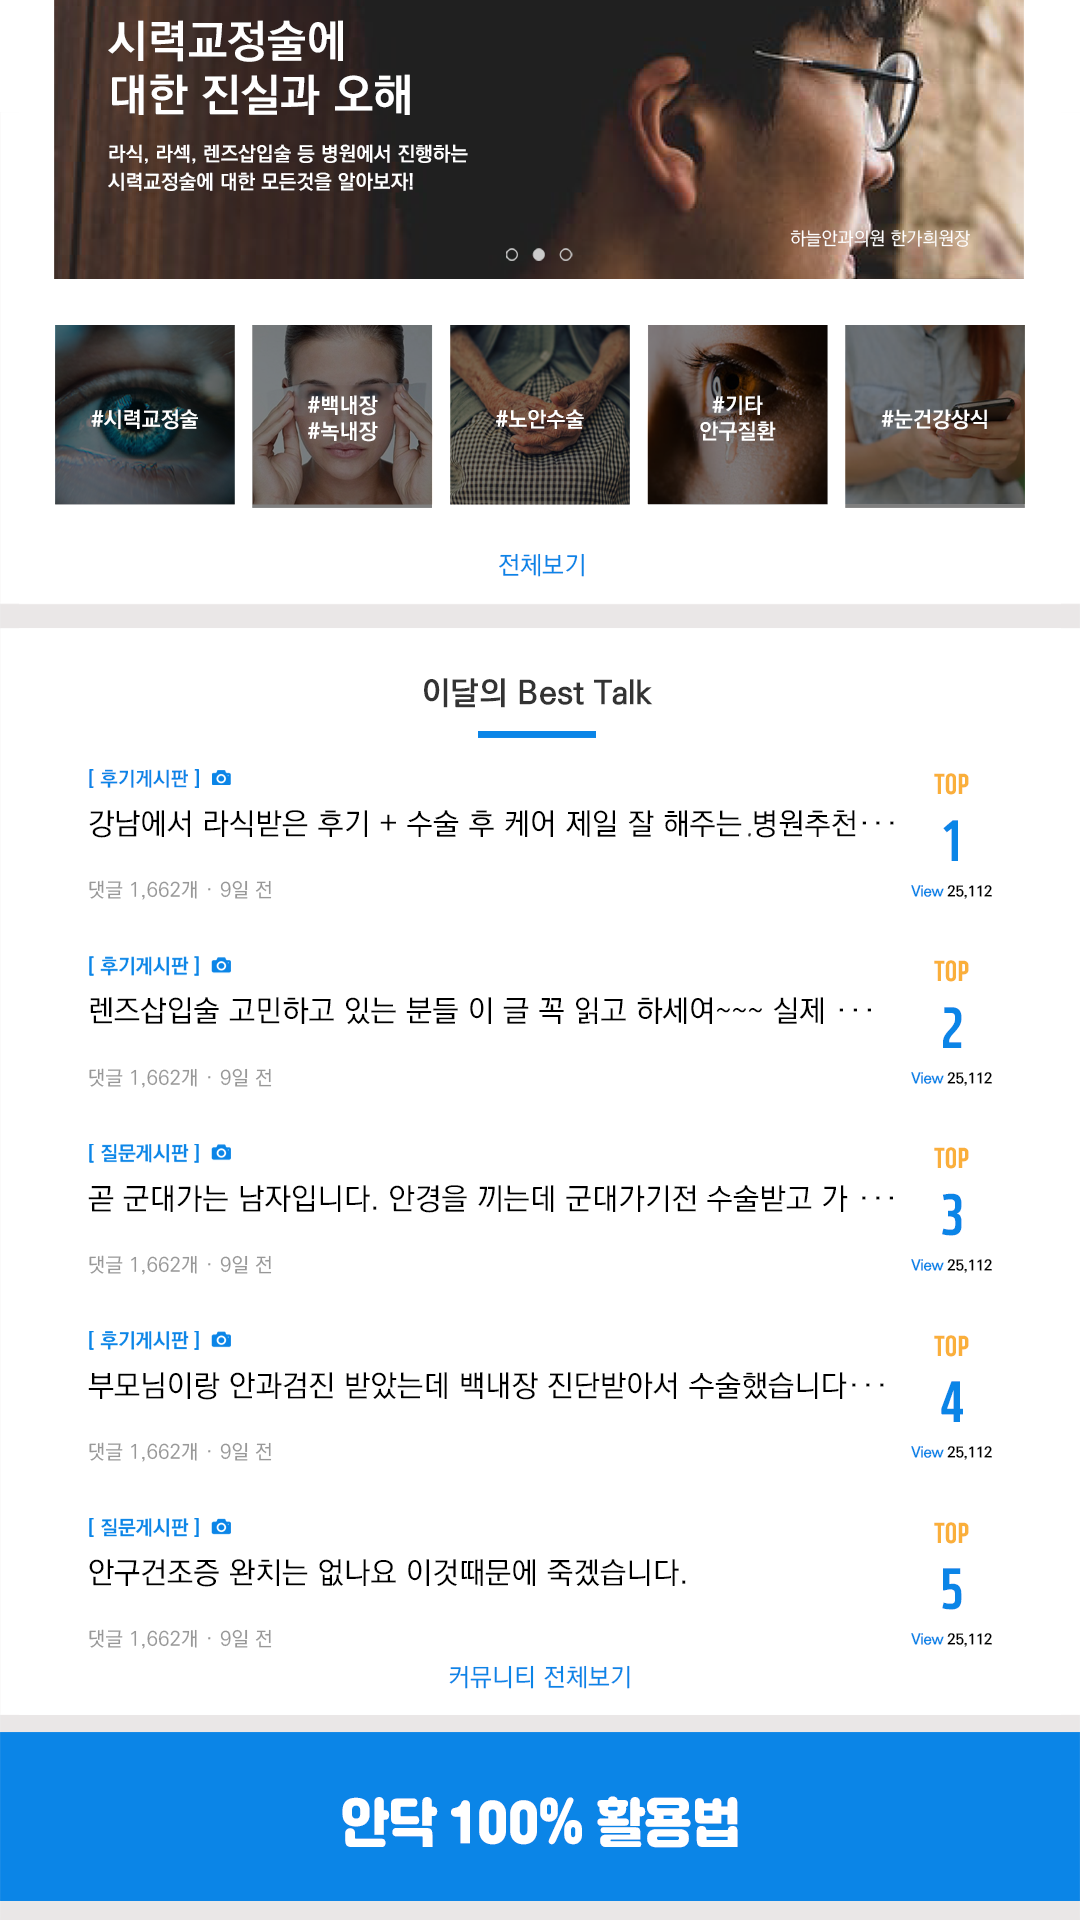 시력교정술에
대한 진실과 오해
라식, 라섹, 렌즈삽입술 등 병원에서 진행하는
시력교정술에 대한 모든것을 알아보자!
하늘안과의원 한가희원장
#시력교정술
#백내장
#녹내장
#노안수술
#기타
안구질환
#눈건강상식
전체보기
이달의 Best Talk
[ 후기게시판 ]
TOP
강남에서 라식받은 후기 + 수술 후 케어 제일 잘 해주는.병원추천···
1
댓글 1,662개 · 9일 전
View 25,112
[ 후기게시판 ]
TOP
렌즈삽입술 고민하고 있는 분들 이 글 꼭 읽고 하세여~~~ 실제 ···
2
댓글 1,662개 · 9일 전
View 25,112
[ 질문게시판 ]
TOP
곧 군대가는 남자입니다. 안경을 끼는데 군대가기전 수술받고 가 ···
3
댓글 1,662개 · 9일 전
View 25,112
[ 후기게시판 ]
TOP
부모님이랑 안과검진 받았는데 백내장 진단받아서 수술했습니다···
4
댓글 1,662개 · 9일 전
View 25,112
[ 질문게시판 ]
TOP
안구건조증 완치는 없나요 이것때문에 죽겠습니다.
5
댓글 1,662개 · 9일 전
View 25,112
커뮤니티 전체보기
안닥 100% 활용법